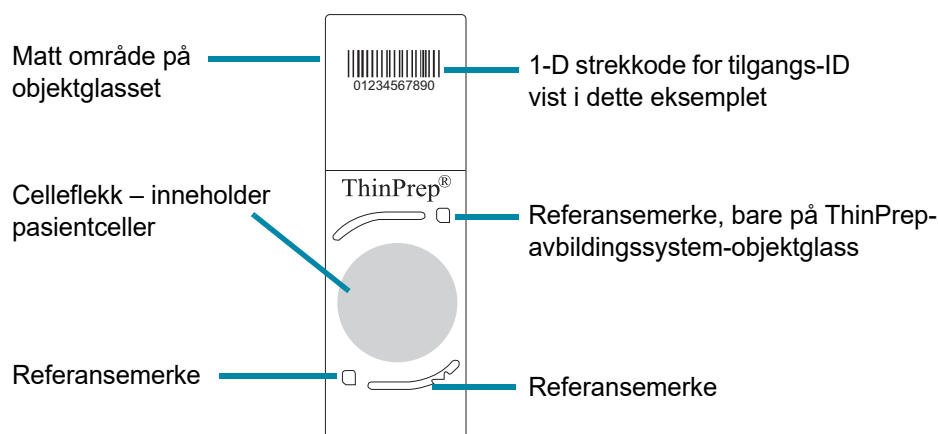 Matt område på
objektglasset
01234567890
1-D strekkode for tilgangs-ID
vist i dette eksemplet
ThinPrep®
Celleflekk – inneholder
pasientceller
Referansemerke, bare på ThinPrep-
avbildingssystem-objektglass
Referansemerke
Referansemerke